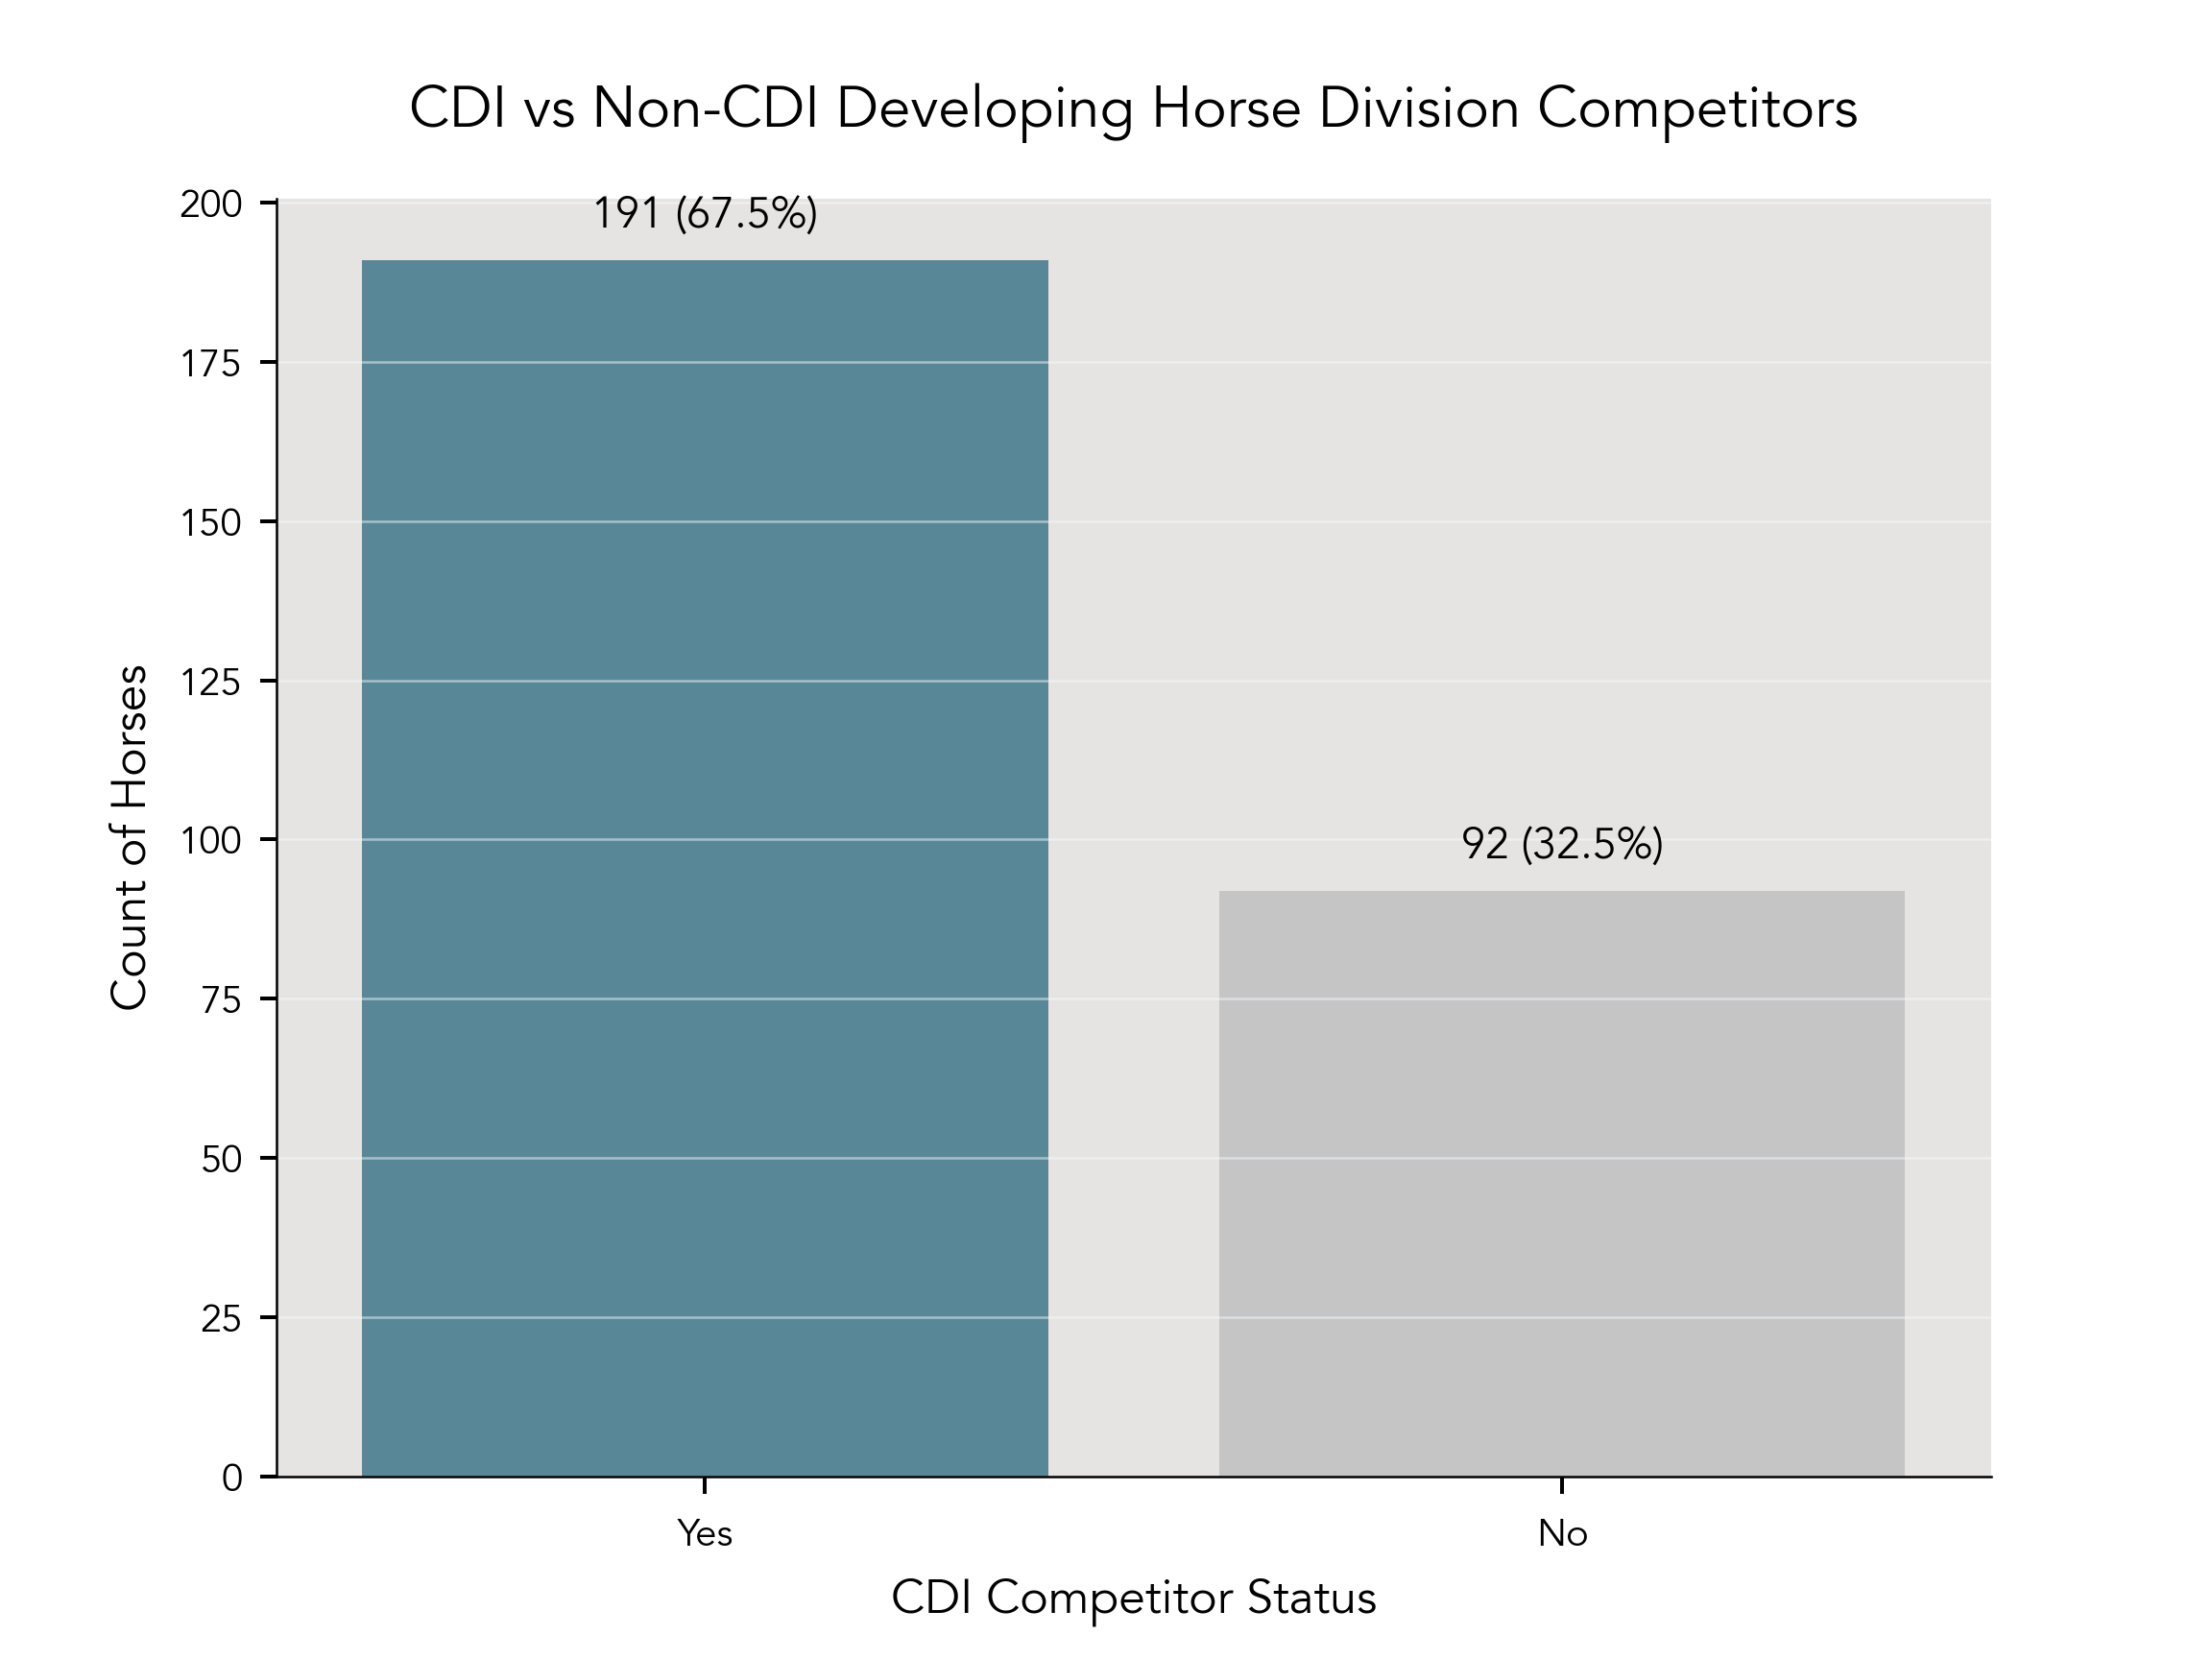 CDI vs Non-CDI Developing Horse Division Competitors
200
191 (67.5%)
175
150
125
100
92 (32.5%)
75
50
25
0
Count of Horses
Yes
No
CDI Competitor Status